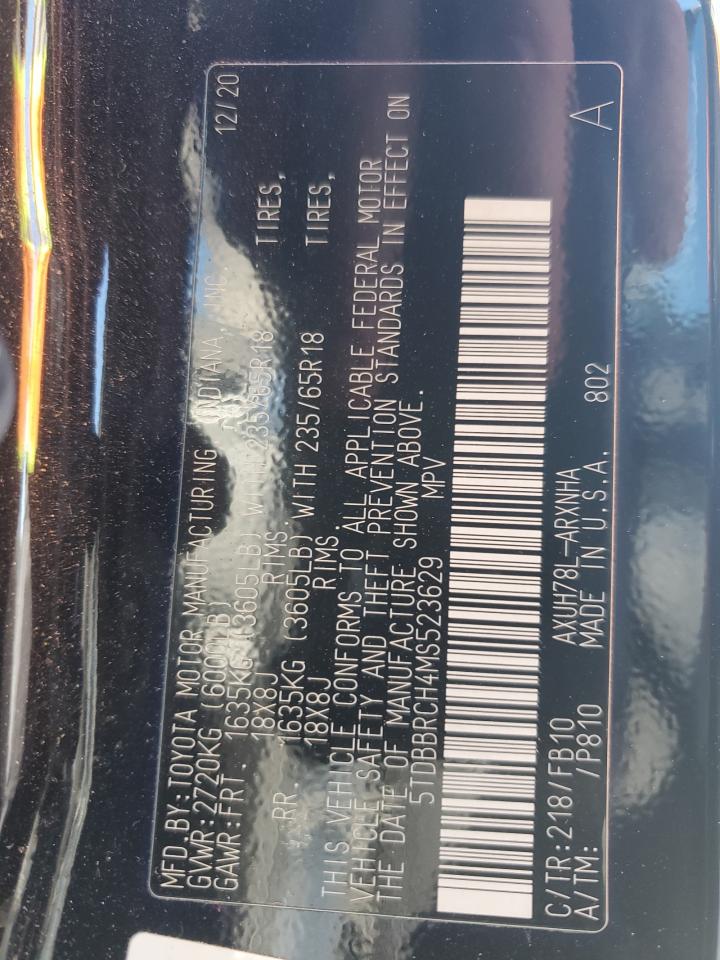 MFD.BY:TOYOTA MOTOR MANUFACTURING, INDIANA, INC. 12/20
GVWR:2720KG (6000LB)
GAWR:FRT. 1635KG (3605LB) WITH 235/65R18 TIRES,
18X8J RIMS.
RR. 1635KG (3605LB) WITH 235/65R18 TIRES,
18X8J RIMS.
THIS VEHICLE CONFORMS TO ALL APPLICABLE FEDERAL MOTOR
VEHICLE SAFETY AND THEFT PREVENTION STANDARDS IN EFFECT ON
THE DATE OF MANUFACTURE SHOWN ABOVE.
5TDBBRCH4MS523629 MPV
C/TR:218/FB10 AXUH78L-ARXNHA A
A/TM: /P810 MADE IN U.S.A. 802